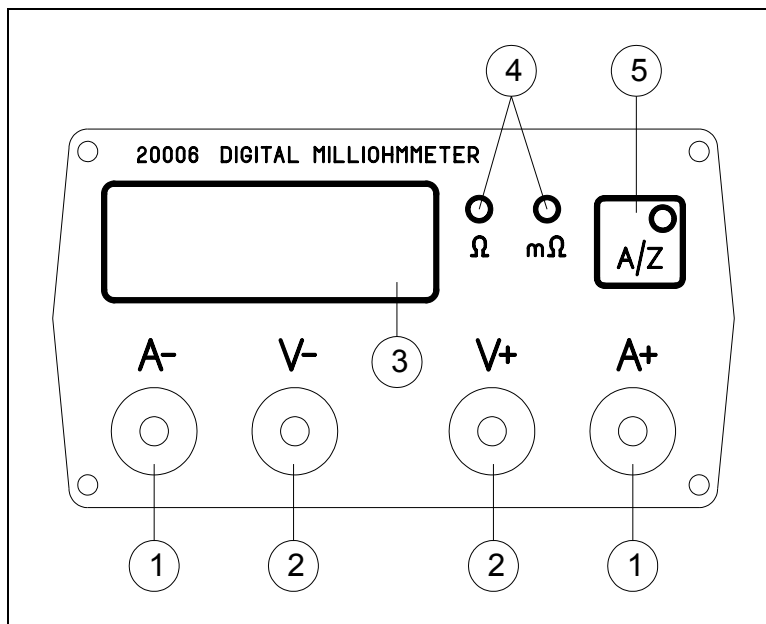 4 5
20006 DIGITAL MILLIOHMMETER
Ω mΩ A/Z
A- V- 3 V+ A+
1 2 2 1